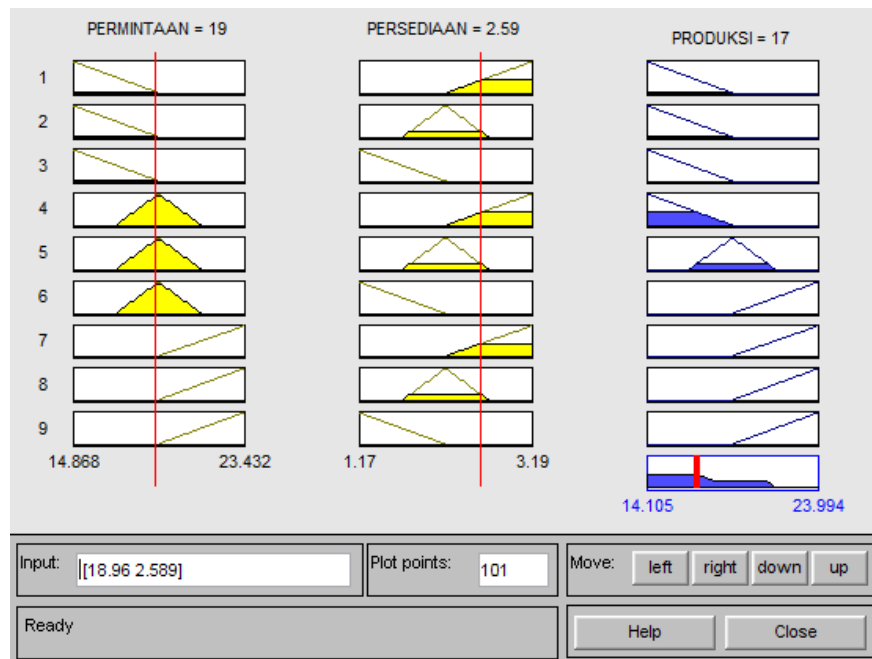 PERMINTAAN = 19
PERSEDIAAN = 2.59
PRODUKSI = 17
1
2
3
4
5
6
7
8
9
14.868
23.432
1.17
3.19
14.105
23.994
Input:
[18.96 2.589]
Plot points:
101
Move:
left
right
down
up
Ready
Help
Close